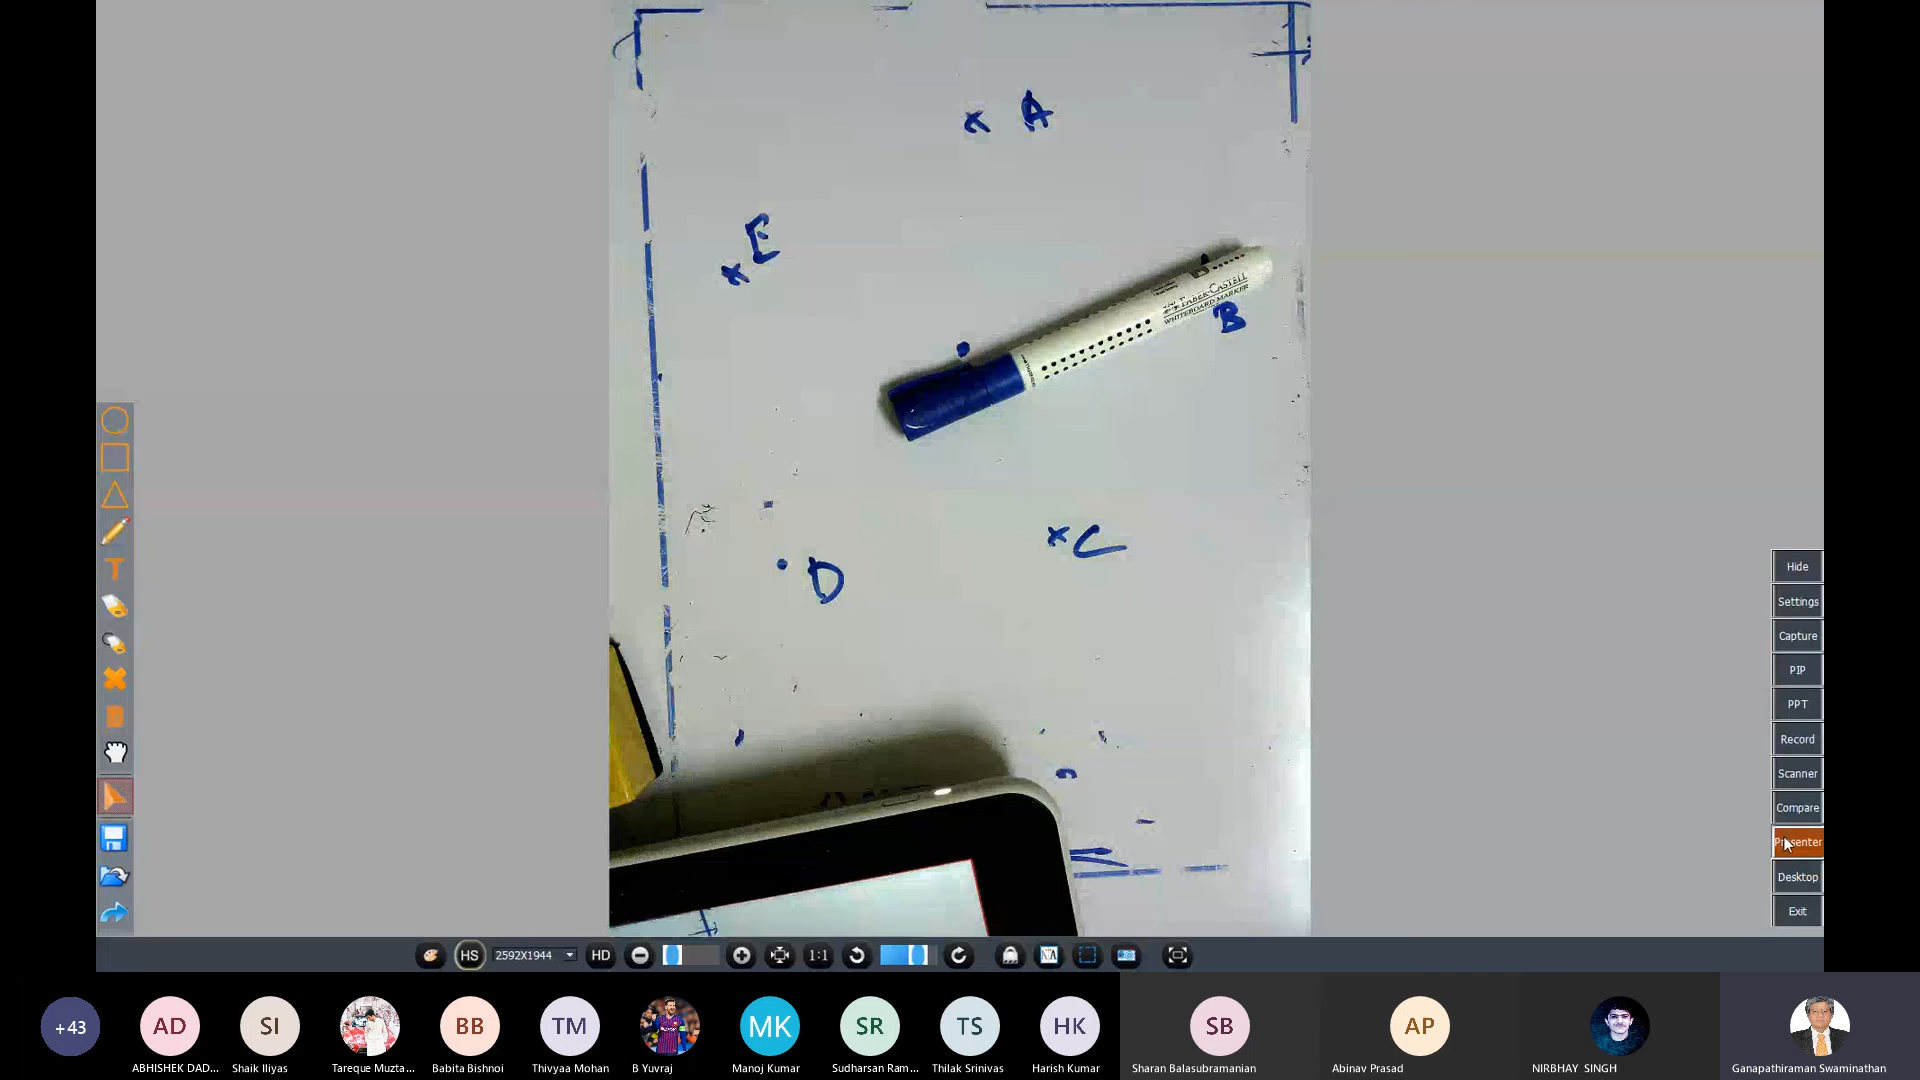 A
E
FABER-CASTELL
WHITEBOARD MARKER
B
C
D
T
Hide
Settings
Capture
PIP
PPT
Record
Scanner
Compare
Presenter
Desktop
Exit
HS 2592X1944 HD 1:1
+43 AD SI BB TM MK SR TS HK SB AP
ABHISHEK DAD... Shaik Iliyas Tareque Muzta... Babita Bishnoi Thivyaa Mohan B Yuvraj Manoj Kumar Sudharsan Ram... Thilak Srinivas Harish Kumar Sharan Balasubramanian Abinav Prasad NIRBHAY SINGH Ganapathiraman Swaminathan